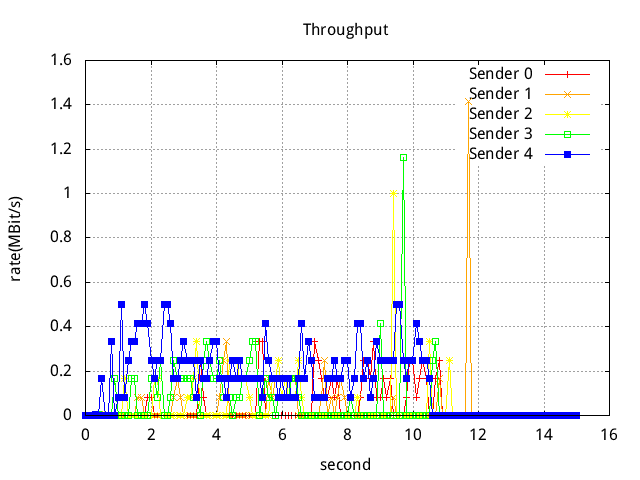 Throughput
1.6
1.4
1.2
1
0.8
0.6
0.4
0.2
0
rate(MBit/s)
Sender 0
Sender 1
Sender 2
Sender 3
Sender 4
0 2 4 6 8 10 12 14 16
second